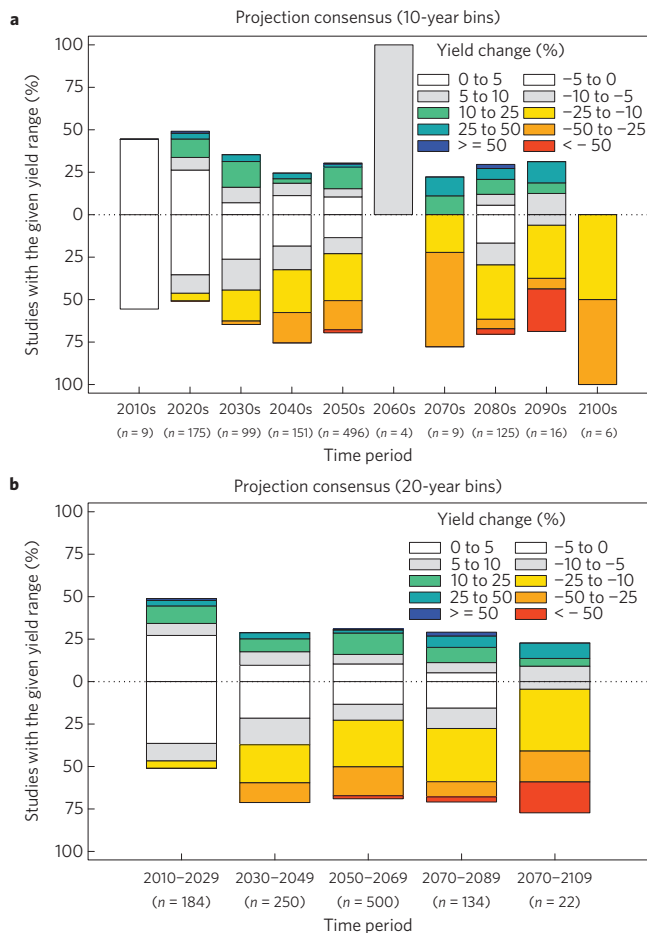 a
Projection consensus (10-year bins)
Studies with the given yield range (%)
100
75
50
25
0
25
50
75
100
Yield change (%)
0 to 5 −5 to 0
5 to 10 −10 to −5
10 to 25 −25 to −10
25 to 50 −50 to −25
> = 50 < − 50
2010s 2020s 2030s 2040s 2050s 2060s 2070s 2080s 2090s 2100s
(n = 9) (n = 175) (n = 99) (n = 151) (n = 496) (n = 4) (n = 9) (n = 125) (n = 16) (n = 6)
Time period
b
Projection consensus (20-year bins)
Studies with the given yield range (%)
100
75
50
25
0
25
50
75
100
Yield change (%)
0 to 5 −5 to 0
5 to 10 −10 to −5
10 to 25 −25 to −10
25 to 50 −50 to −25
> = 50 < − 50
2010–2029 2030–2049 2050–2069 2070–2089 2070–2109
(n = 184) (n = 250) (n = 500) (n = 134) (n = 22)
Time period